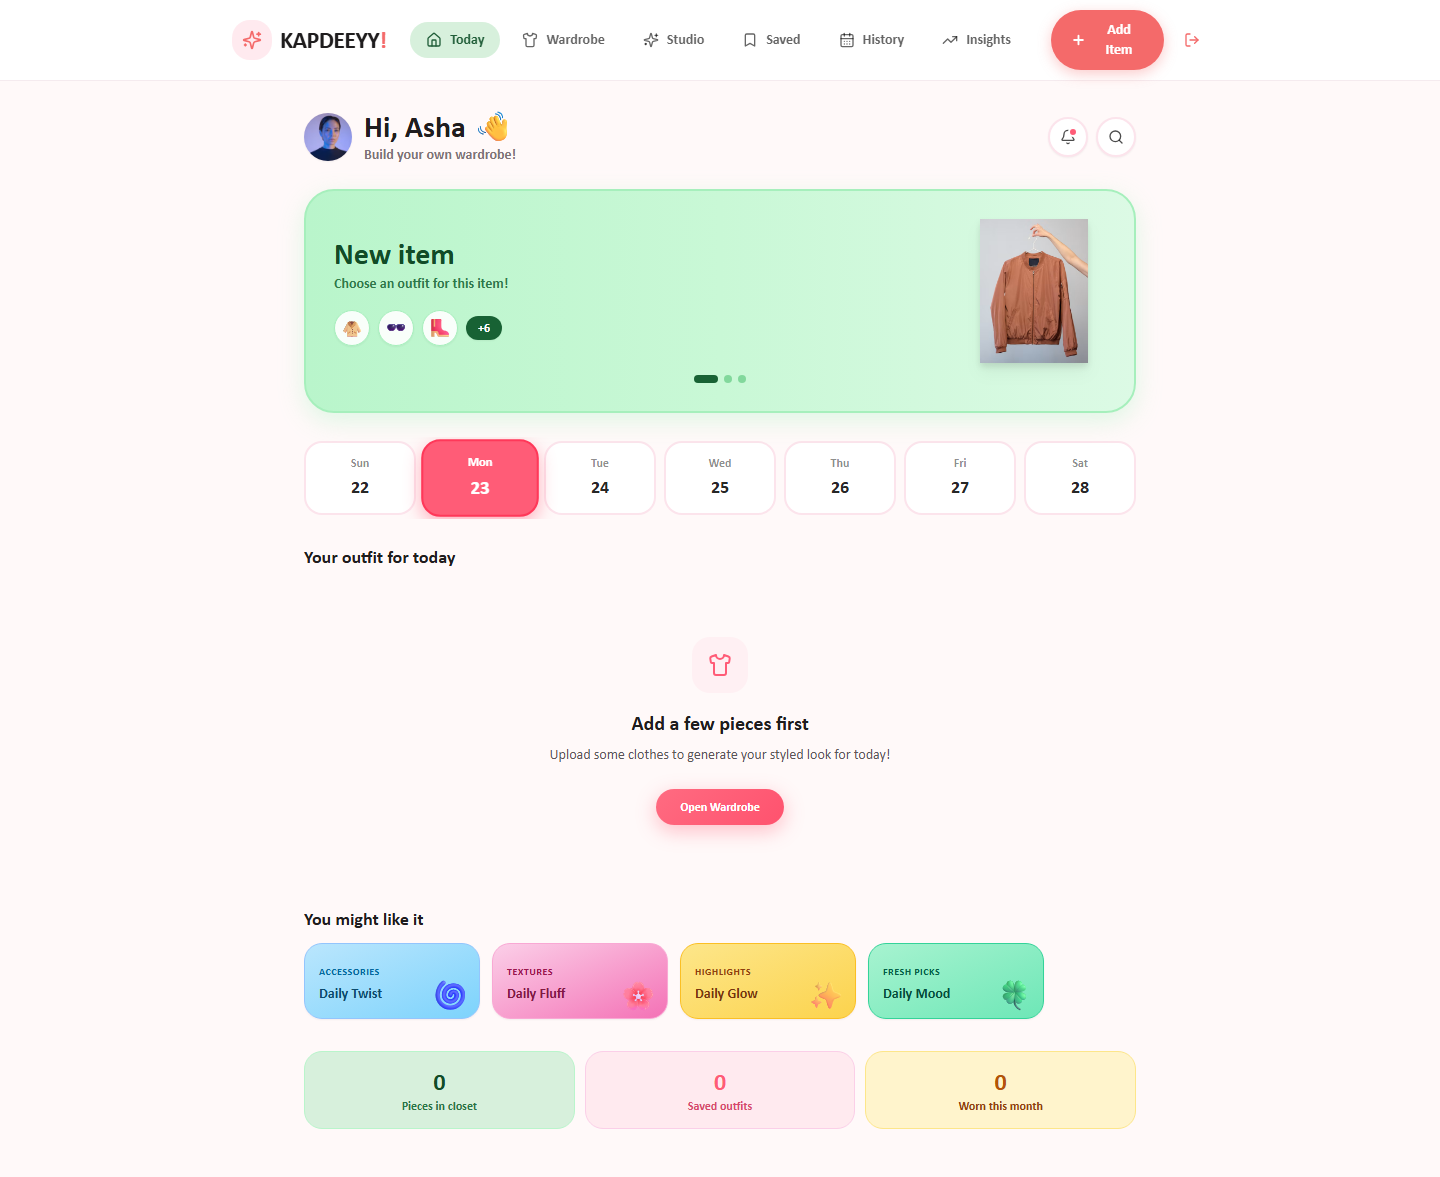 KAPDEEYY!
Today
Wardrobe
Studio
Saved
History
Insights
Add
Item
Hi, Asha 👋
Build your own wardrobe!
New item
Choose an outfit for this item!
+6
Sun
22
Mon
23
Tue
24
Wed
25
Thu
26
Fri
27
Sat
28
Your outfit for today
Add a few pieces first
Upload some clothes to generate your styled look for today!
Open Wardrobe
You might like it
ACCESSORIES
Daily Twist
TEXTURES
Daily Fluff
HIGHLIGHTS
Daily Glow
FRESH PICKS
Daily Mood
0
Pieces in closet
0
Saved outfits
0
Worn this month